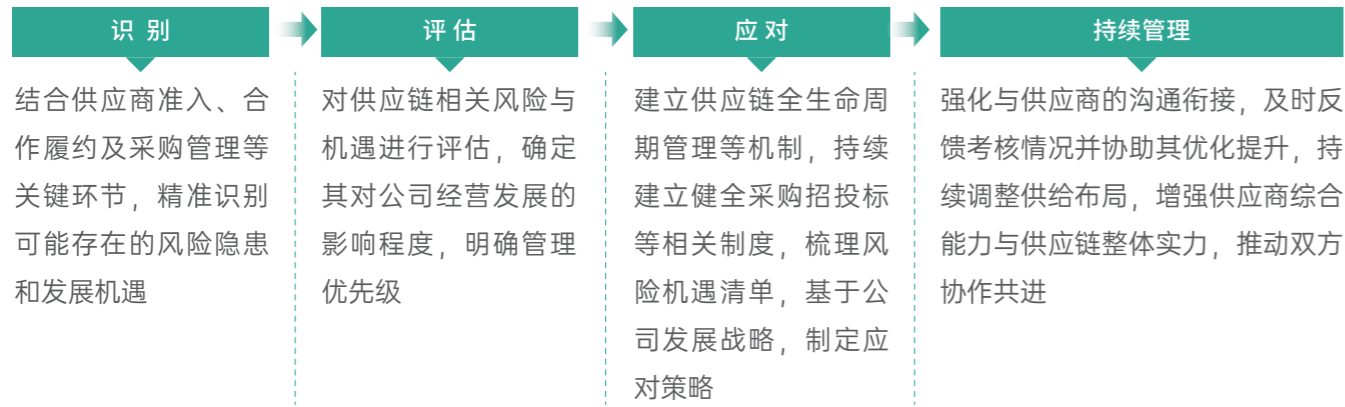 识 别
结合供应商准入、合
作履约及采购管理等
关键环节，精准识别
可能存在的风险隐患
和发展机遇
评 估
对供应链相关风险与
机遇进行评估，确定
其对公司经营发展的
影响程度，明确管理
优先级
应 对
建立供应链全生命周
期管理等机制，持续
建立健全采购招投标
等相关制度，梳理风
险机遇清单，基于公
司发展战略，制定应
对策略
持续管理
强化与供应商的沟通衔接，及时反
馈考核情况并协助其优化提升，持
续调整供给布局，增强供应商综合
能力与供应链整体实力，推动双方
协作共进